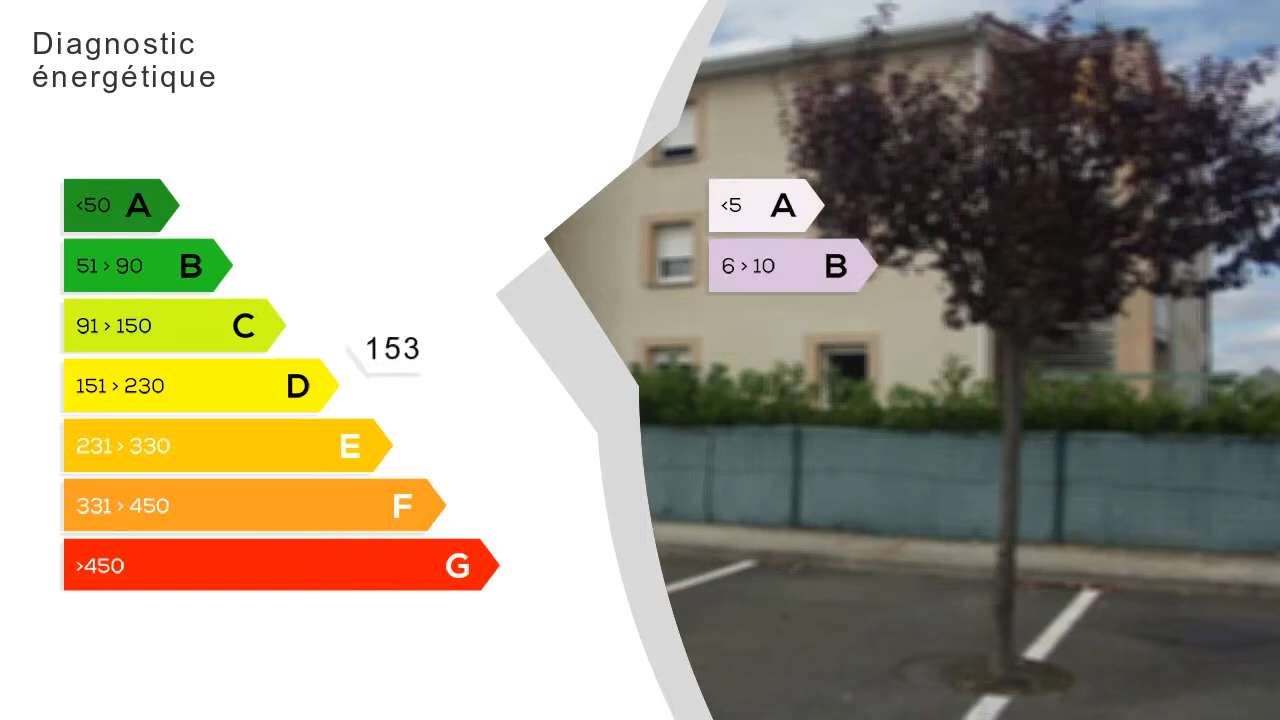 Diagnostic
énergétique
<50 A
51 > 90 B
91 > 150 C
151 > 230 D
231 > 330 E
331 > 450 F
>450 G
153
<5 A
6 > 10 B